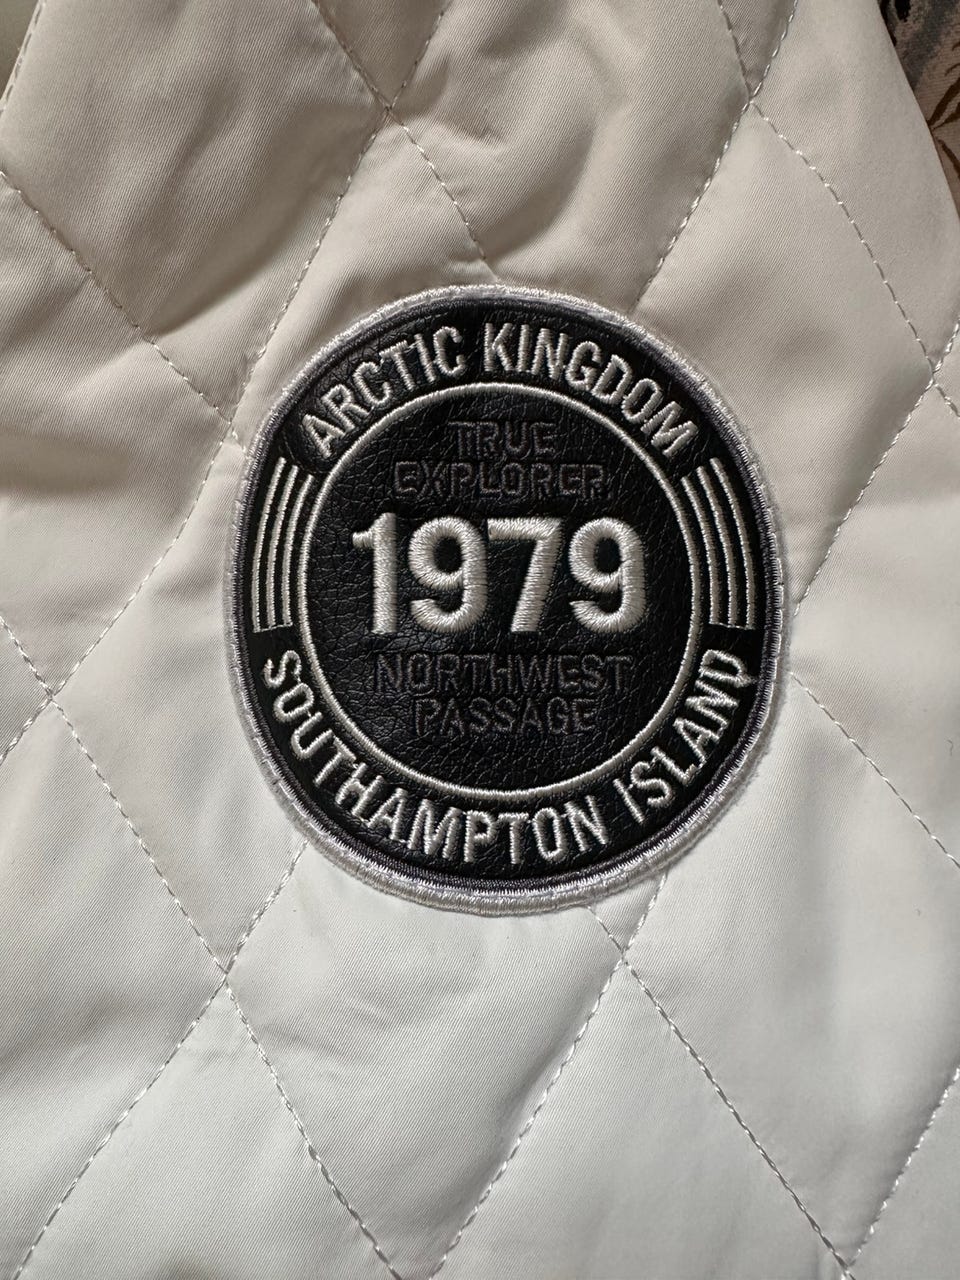 ARCTIC KINGDOM
TRUE
EXPLORER
1979
NORTHWEST
PASSAGE
SOUTHAMPTON ISLAND